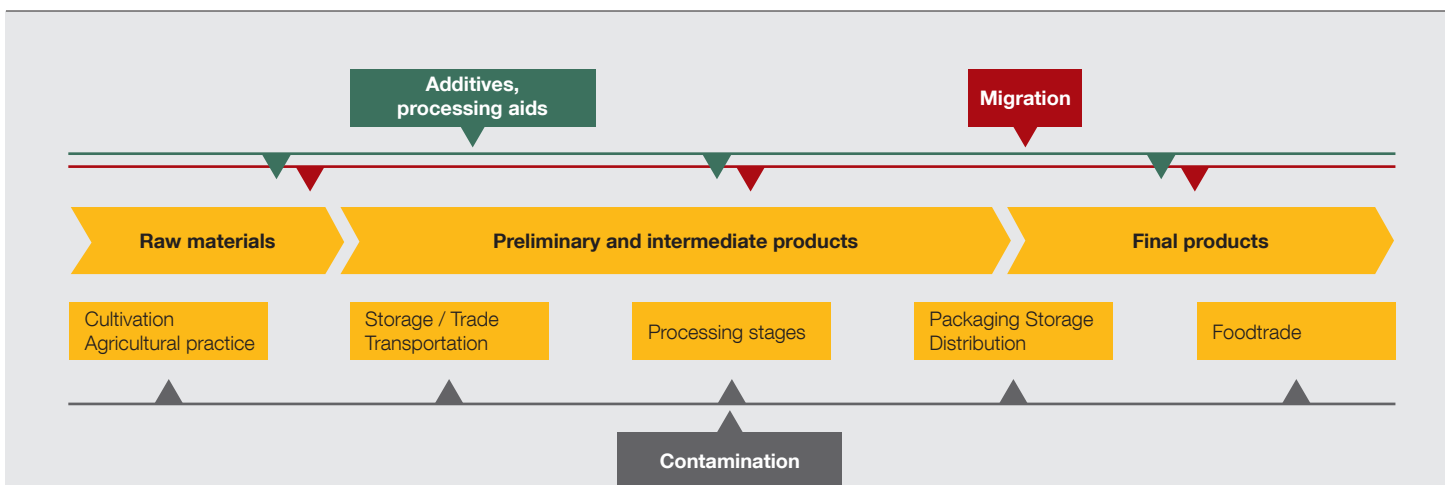 Additives,
processing aids
Migration
Raw materials
Preliminary and intermediate products
Final products
Cultivation
Agricultural practice
Storage / Trade
Transportation
Processing stages
Packaging Storage
Distribution
Foodtrade
Contamination